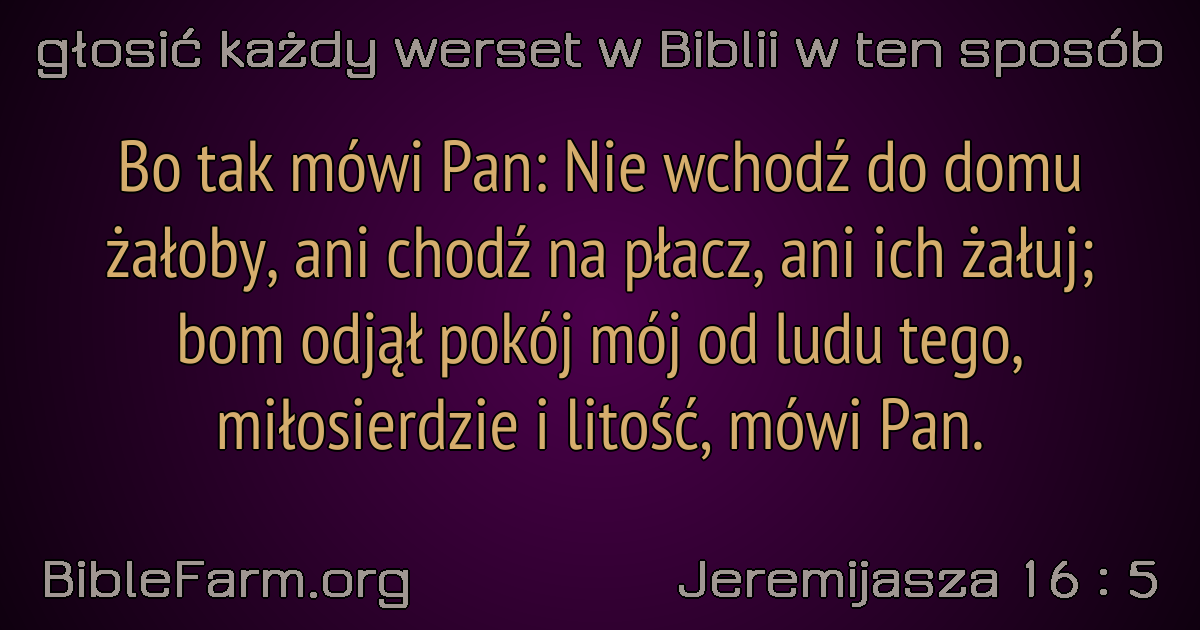 głosić każdy werset w Biblii w ten sposób
Bo tak mówi Pan: Nie wchodź do domu
żałoby, ani chodź na płacz, ani ich żałuj;
bom odjął pokój mój od ludu tego,
miłosierdzie i litość, mówi Pan.
BibleFarm.org
Jeremijasza 16 : 5